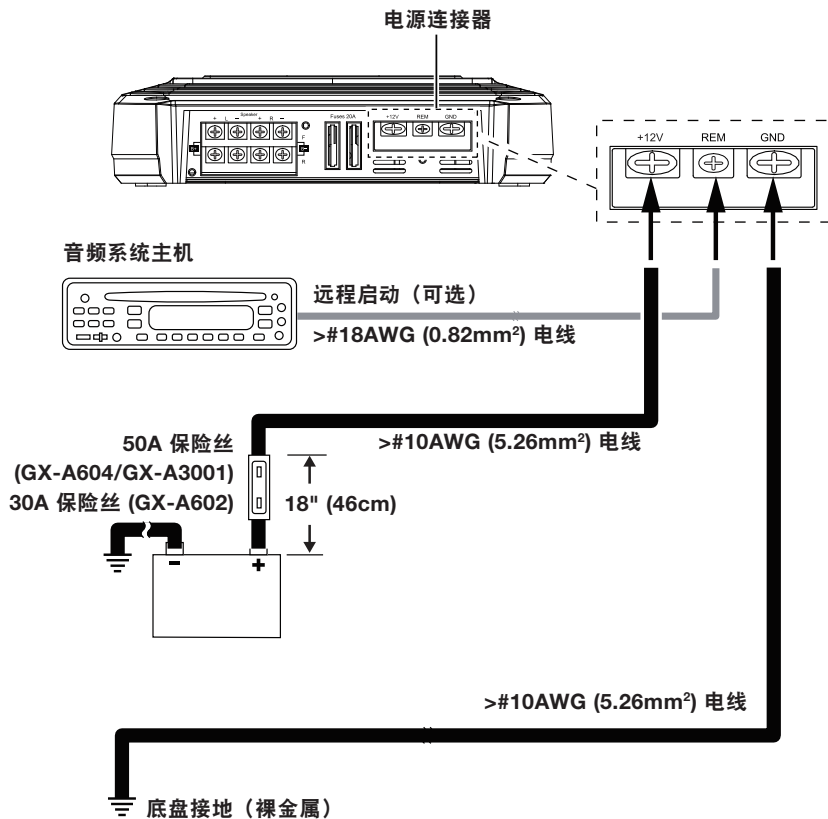 电源连接器
Speaker
+ L − + R −
Fuses 20A
+12V REM GND
F
R
+12V REM GND
音频系统主机
远程启动（可选）
>#18AWG (0.82mm²) 电线
50A 保险丝
(GX-A604/GX-A3001)
30A 保险丝 (GX-A602)
>#10AWG (5.26mm²) 电线
18" (46cm)
− +
>#10AWG (5.26mm²) 电线
底盘接地（裸金属）